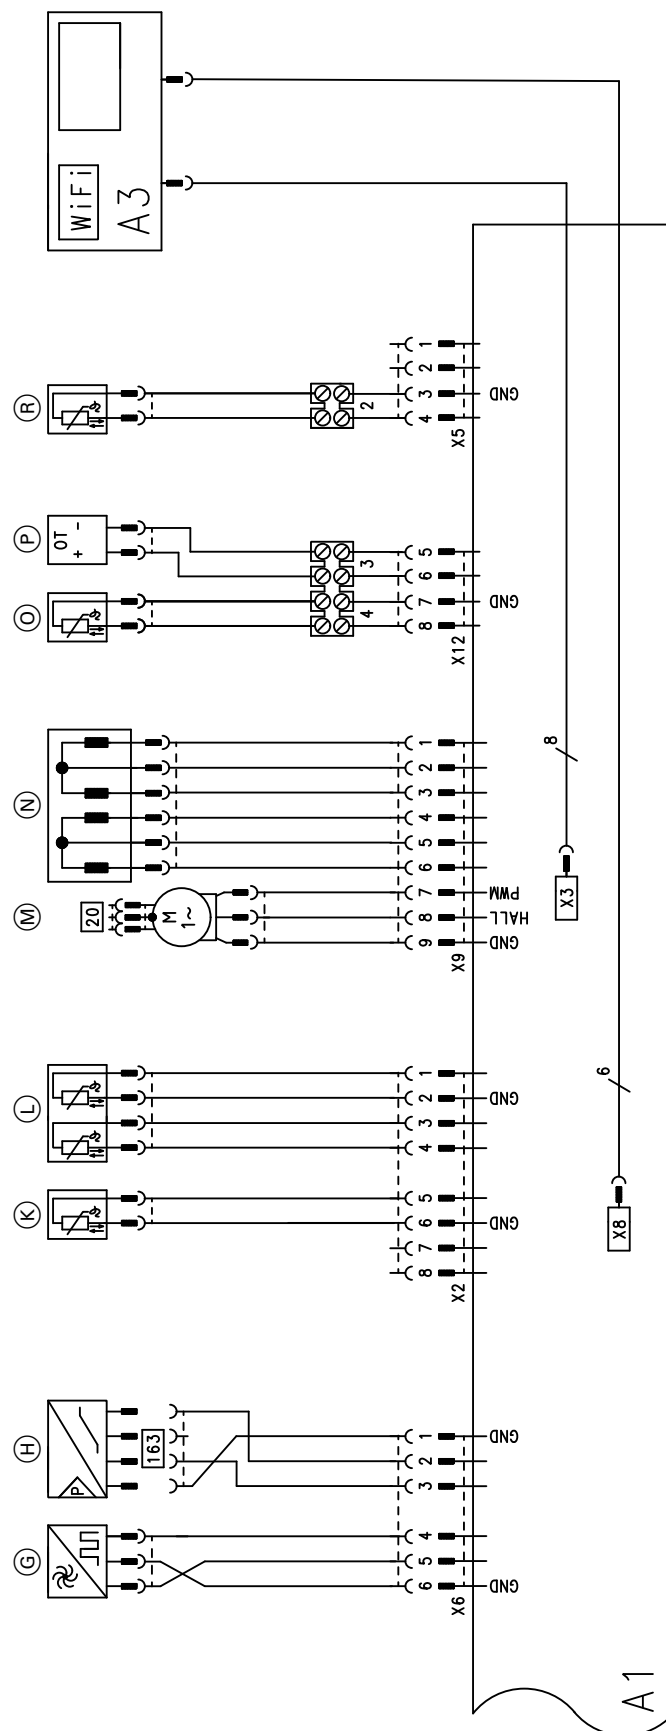 WiFi
A3
R
1
2
3
4
2
GND
X5
P
OT
+ -
O
3
4
5
6
7
8
GND
X12
8
N
1
2
3
4
5
6
7
8
9
PWM
HALL
GND
X9
M
20
M
1~
X3
6
L
1
2
3
4
GND
K
5
6
7
8
GND
X2
X8
H
P
163
1
2
3
GND
G
4
5
6
GND
X6
A1